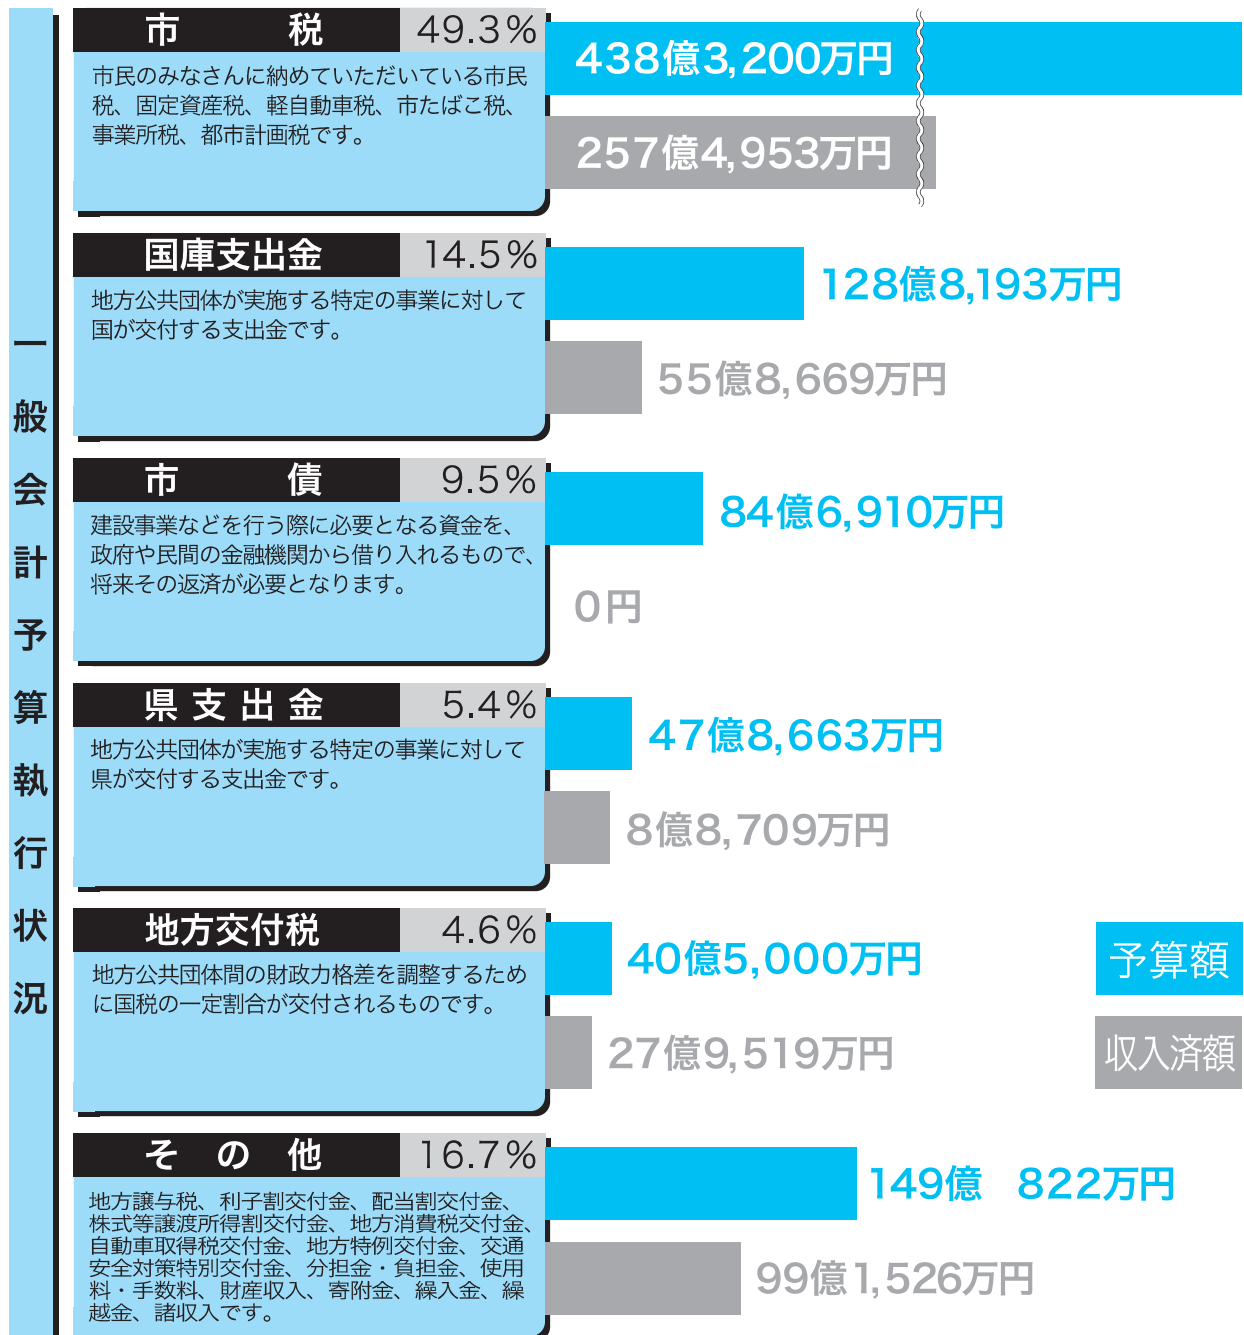 一般会計予算執行状況
市税 49.3%
438億3,200万円
市民のみなさんに納めていただいている市民
税、固定資産税、軽自動車税、市たばこ税、
事業所税、都市計画税です。
257億4,953万円
国庫支出金 14.5%
128億8,193万円
地方公共団体が実施する特定の事業に対して
国が交付する支出金です。
55億8,669万円
市債 9.5%
84億6,910万円
建設事業などを行う際に必要となる資金を、
政府や民間の金融機関から借り入れるもので、
将来その返済が必要となります。
0円
県支出金 5.4%
47億8,663万円
地方公共団体が実施する特定の事業に対して
県が交付する支出金です。
8億8,709万円
地方交付税 4.6%
40億5,000万円
予算額
地方公共団体間の財政力格差を調整するため
に国税の一定割合が交付されるものです。
27億9,519万円
収入済額
その他 16.7%
149億 822万円
地方譲与税、利子割交付金、配当割交付金、
株式等譲渡所得割交付金、地方消費税交付金、
自動車取得税交付金、地方特例交付金、交通
安全対策特別交付金、分担金・負担金、使用
料・手数料、財産収入、寄附金、繰入金、繰
越金、諸収入です。
99億1,526万円